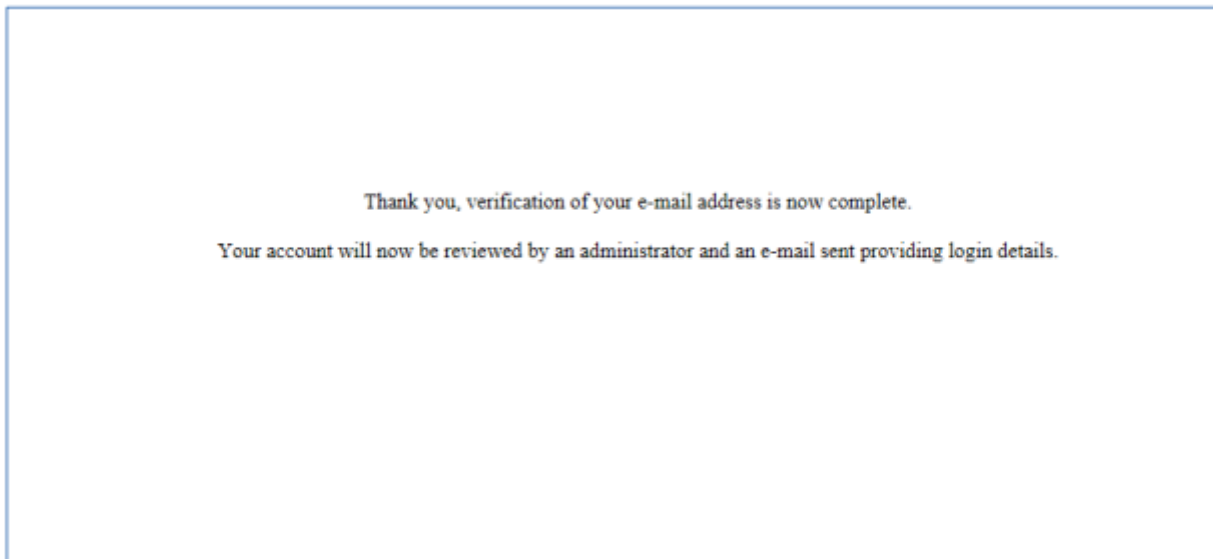 Thank you, verification of your e-mail address is now complete.
Your account will now be reviewed by an administrator and an e-mail sent providing login details.